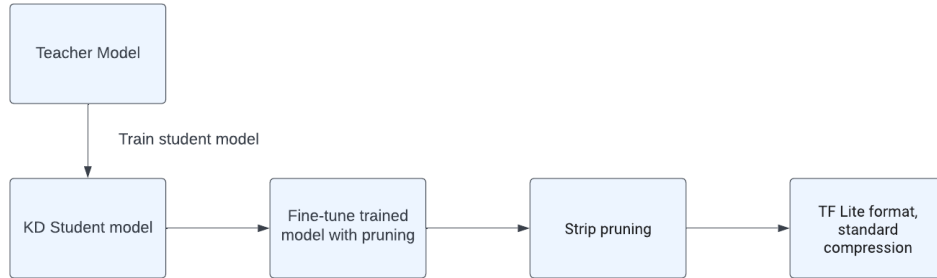 Teacher Model
Train student model
KD Student model
Fine-tune trained
model with pruning
Strip pruning
TF Lite format,
standard
compression